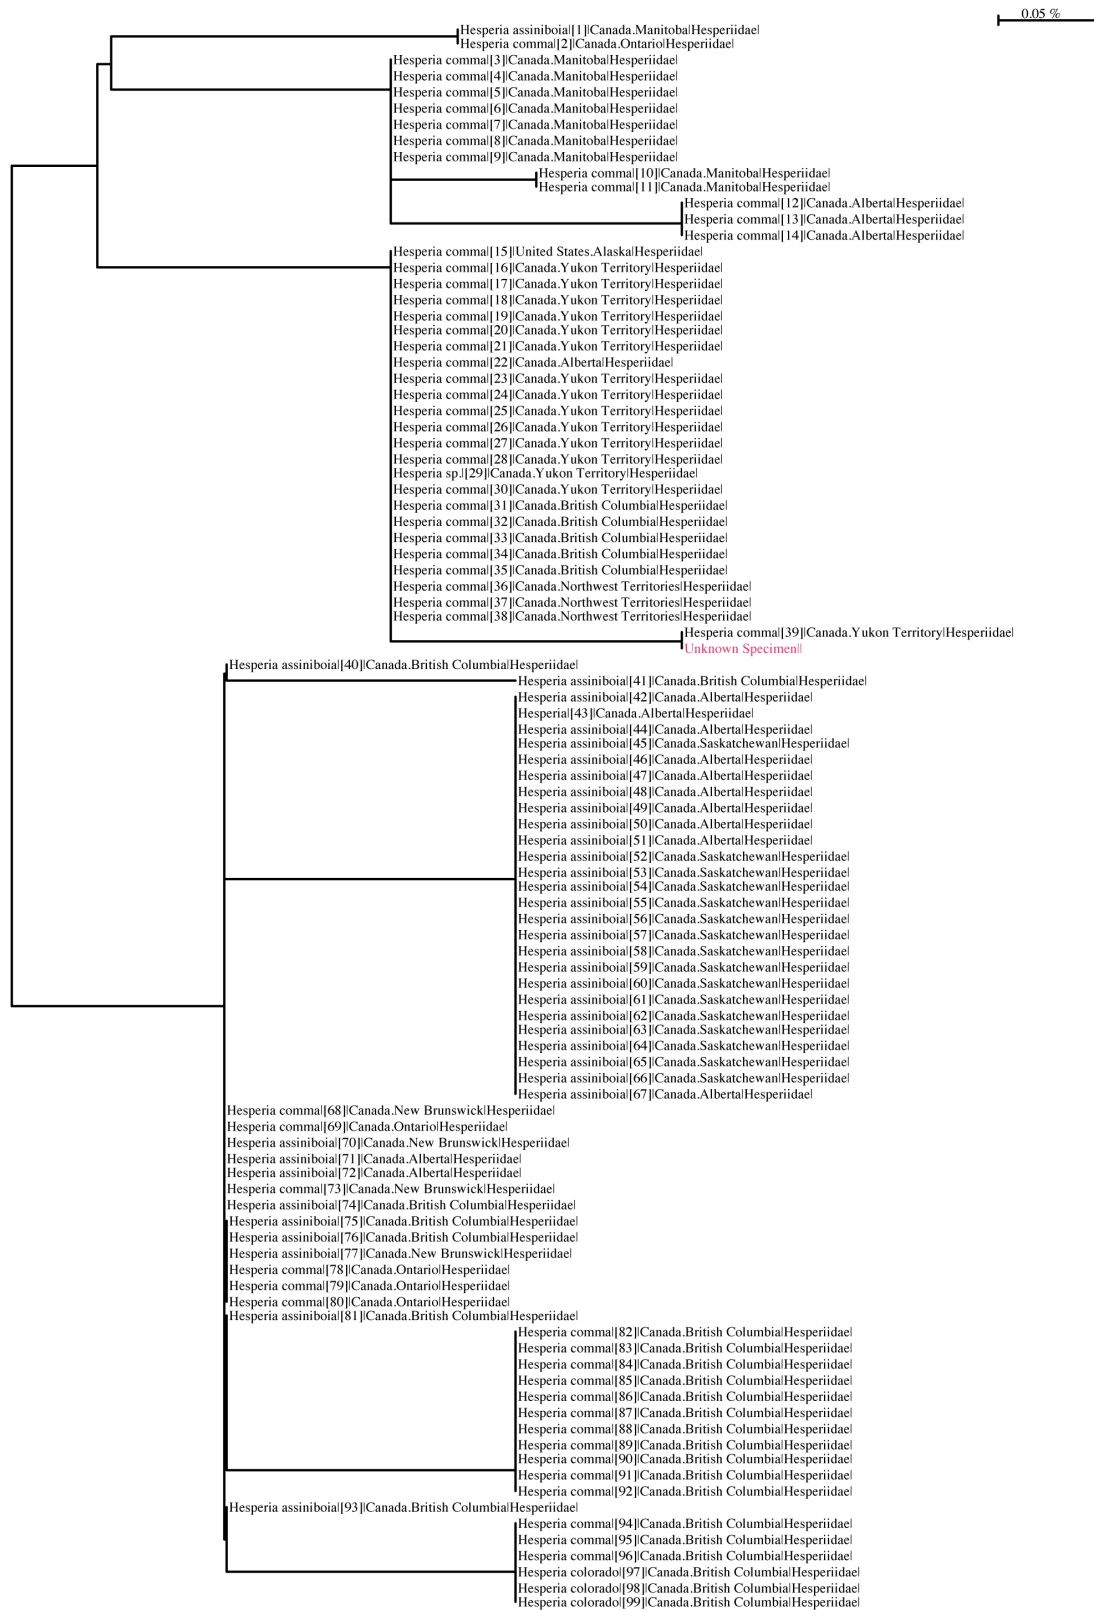 0.05 %
Hesperia assiniboia|[1]|Canada.Manitoba|Hesperiidae|
Hesperia comma|[2]|Canada.Ontario|Hesperiidae|
Hesperia comma|[3]|Canada.Manitoba|Hesperiidae|
Hesperia comma|[4]|Canada.Manitoba|Hesperiidae|
Hesperia comma|[5]|Canada.Manitoba|Hesperiidae|
Hesperia comma|[6]|Canada.Manitoba|Hesperiidae|
Hesperia comma|[7]|Canada.Manitoba|Hesperiidae|
Hesperia comma|[8]|Canada.Manitoba|Hesperiidae|
Hesperia comma|[9]|Canada.Manitoba|Hesperiidae|
Hesperia comma|[10]|Canada.Manitoba|Hesperiidae|
Hesperia comma|[11]|Canada.Manitoba|Hesperiidae|
Hesperia comma|[12]|Canada.Alberta|Hesperiidae|
Hesperia comma|[13]|Canada.Alberta|Hesperiidae|
Hesperia comma|[14]|Canada.Alberta|Hesperiidae|
Hesperia comma|[15]|United States.Alaska|Hesperiidae|
Hesperia comma|[16]|Canada.Yukon Territory|Hesperiidae|
Hesperia comma|[17]|Canada.Yukon Territory|Hesperiidae|
Hesperia comma|[18]|Canada.Yukon Territory|Hesperiidae|
Hesperia comma|[19]|Canada.Yukon Territory|Hesperiidae|
Hesperia comma|[20]|Canada.Yukon Territory|Hesperiidae|
Hesperia comma|[21]|Canada.Yukon Territory|Hesperiidae|
Hesperia comma|[22]|Canada.Alberta|Hesperiidae|
Hesperia comma|[23]|Canada.Yukon Territory|Hesperiidae|
Hesperia comma|[24]|Canada.Yukon Territory|Hesperiidae|
Hesperia comma|[25]|Canada.Yukon Territory|Hesperiidae|
Hesperia comma|[26]|Canada.Yukon Territory|Hesperiidae|
Hesperia comma|[27]|Canada.Yukon Territory|Hesperiidae|
Hesperia comma|[28]|Canada.Yukon Territory|Hesperiidae|
Hesperia sp.|[29]|Canada.Yukon Territory|Hesperiidae|
Hesperia comma|[30]|Canada.Yukon Territory|Hesperiidae|
Hesperia comma|[31]|Canada.British Columbia|Hesperiidae|
Hesperia comma|[32]|Canada.British Columbia|Hesperiidae|
Hesperia comma|[33]|Canada.British Columbia|Hesperiidae|
Hesperia comma|[34]|Canada.British Columbia|Hesperiidae|
Hesperia comma|[35]|Canada.British Columbia|Hesperiidae|
Hesperia comma|[36]|Canada.Northwest Territories|Hesperiidae|
Hesperia comma|[37]|Canada.Northwest Territories|Hesperiidae|
Hesperia comma|[38]|Canada.Northwest Territories|Hesperiidae|
Hesperia comma|[39]|Canada.Yukon Territory|Hesperiidae|
Unknown Specimen||
Hesperia assiniboia|[40]|Canada.British Columbia|Hesperiidae|
Hesperia assiniboia|[41]|Canada.British Columbia|Hesperiidae|
Hesperia assiniboia|[42]|Canada.Alberta|Hesperiidae|
Hesperia|[43]|Canada.Alberta|Hesperiidae|
Hesperia assiniboia|[44]|Canada.Alberta|Hesperiidae|
Hesperia assiniboia|[45]|Canada.Saskatchewan|Hesperiidae|
Hesperia assiniboia|[46]|Canada.Alberta|Hesperiidae|
Hesperia assiniboia|[47]|Canada.Alberta|Hesperiidae|
Hesperia assiniboia|[48]|Canada.Alberta|Hesperiidae|
Hesperia assiniboia|[49]|Canada.Alberta|Hesperiidae|
Hesperia assiniboia|[50]|Canada.Alberta|Hesperiidae|
Hesperia assiniboia|[51]|Canada.Alberta|Hesperiidae|
Hesperia assiniboia|[52]|Canada.Saskatchewan|Hesperiidae|
Hesperia assiniboia|[53]|Canada.Saskatchewan|Hesperiidae|
Hesperia assiniboia|[54]|Canada.Saskatchewan|Hesperiidae|
Hesperia assiniboia|[55]|Canada.Saskatchewan|Hesperiidae|
Hesperia assiniboia|[56]|Canada.Saskatchewan|Hesperiidae|
Hesperia assiniboia|[57]|Canada.Saskatchewan|Hesperiidae|
Hesperia assiniboia|[58]|Canada.Saskatchewan|Hesperiidae|
Hesperia assiniboia|[59]|Canada.Saskatchewan|Hesperiidae|
Hesperia assiniboia|[60]|Canada.Saskatchewan|Hesperiidae|
Hesperia assiniboia|[61]|Canada.Saskatchewan|Hesperiidae|
Hesperia assiniboia|[62]|Canada.Saskatchewan|Hesperiidae|
Hesperia assiniboia|[63]|Canada.Saskatchewan|Hesperiidae|
Hesperia assiniboia|[64]|Canada.Saskatchewan|Hesperiidae|
Hesperia assiniboia|[65]|Canada.Saskatchewan|Hesperiidae|
Hesperia assiniboia|[66]|Canada.Saskatchewan|Hesperiidae|
Hesperia assiniboia|[67]|Canada.Alberta|Hesperiidae|
Hesperia comma|[68]|Canada.New Brunswick|Hesperiidae|
Hesperia comma|[69]|Canada.Ontario|Hesperiidae|
Hesperia assiniboia|[70]|Canada.New Brunswick|Hesperiidae|
Hesperia assiniboia|[71]|Canada.Alberta|Hesperiidae|
Hesperia assiniboia|[72]|Canada.Alberta|Hesperiidae|
Hesperia comma|[73]|Canada.New Brunswick|Hesperiidae|
Hesperia assiniboia|[74]|Canada.British Columbia|Hesperiidae|
Hesperia assiniboia|[75]|Canada.British Columbia|Hesperiidae|
Hesperia assiniboia|[76]|Canada.British Columbia|Hesperiidae|
Hesperia assiniboia|[77]|Canada.New Brunswick|Hesperiidae|
Hesperia comma|[78]|Canada.Ontario|Hesperiidae|
Hesperia comma|[79]|Canada.Ontario|Hesperiidae|
Hesperia comma|[80]|Canada.Ontario|Hesperiidae|
Hesperia assiniboia|[81]|Canada.British Columbia|Hesperiidae|
Hesperia comma|[82]|Canada.British Columbia|Hesperiidae|
Hesperia comma|[83]|Canada.British Columbia|Hesperiidae|
Hesperia comma|[84]|Canada.British Columbia|Hesperiidae|
Hesperia comma|[85]|Canada.British Columbia|Hesperiidae|
Hesperia comma|[86]|Canada.British Columbia|Hesperiidae|
Hesperia comma|[87]|Canada.British Columbia|Hesperiidae|
Hesperia comma|[88]|Canada.British Columbia|Hesperiidae|
Hesperia comma|[89]|Canada.British Columbia|Hesperiidae|
Hesperia comma|[90]|Canada.British Columbia|Hesperiidae|
Hesperia comma|[91]|Canada.British Columbia|Hesperiidae|
Hesperia comma|[92]|Canada.British Columbia|Hesperiidae|
Hesperia assiniboia|[93]|Canada.British Columbia|Hesperiidae|
Hesperia comma|[94]|Canada.British Columbia|Hesperiidae|
Hesperia comma|[95]|Canada.British Columbia|Hesperiidae|
Hesperia comma|[96]|Canada.British Columbia|Hesperiidae|
Hesperia colorado|[97]|Canada.British Columbia|Hesperiidae|
Hesperia colorado|[98]|Canada.British Columbia|Hesperiidae|
Hesperia colorado|[99]|Canada.British Columbia|Hesperiidae|